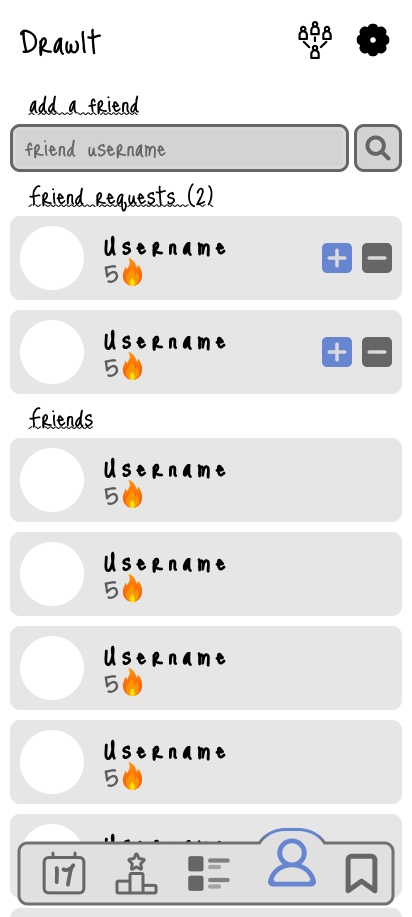 DrawIt
add a friend
friend username
friend requests (2)
Username
5🔥
Username
5🔥
friends
Username
5🔥
Username
5🔥
Username
5🔥
Username
5🔥
Username
17